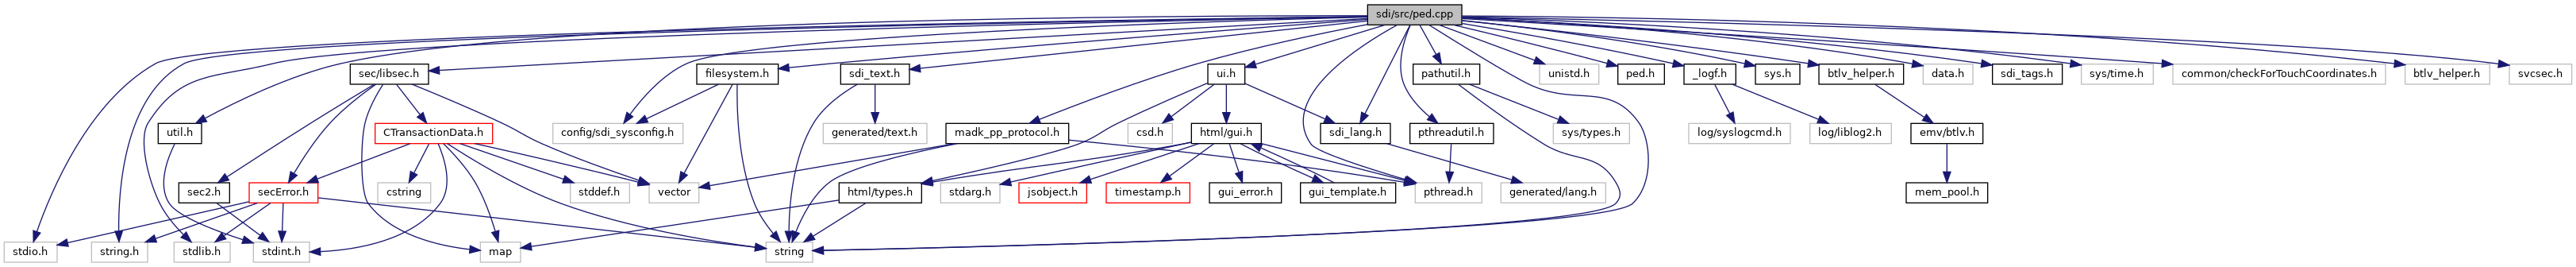 sdi/src/ped.cpp
sec/libsec.h
filesystem.h
sdi_text.h
ui.h
pathutil.h
unistd.h
ped.h
_logf.h
sys.h
btlv_helper.h
data.h
sdi_tags.h
sys/time.h
common/checkForTouchCoordinates.h
btlv_helper.h
svcsec.h
util.h
CTransactionData.h
config/sdi_sysconfig.h
generated/text.h
madk_pp_protocol.h
csd.h
html/gui.h
sdi_lang.h
pthreadutil.h
sys/types.h
log/syslogcmd.h
log/liblog2.h
emv/btlv.h
sec2.h
secError.h
cstring
stddef.h
vector
html/types.h
stdarg.h
jsobject.h
timestamp.h
gui_error.h
gui_template.h
pthread.h
generated/lang.h
mem_pool.h
stdio.h
string.h
stdlib.h
stdint.h
map
string